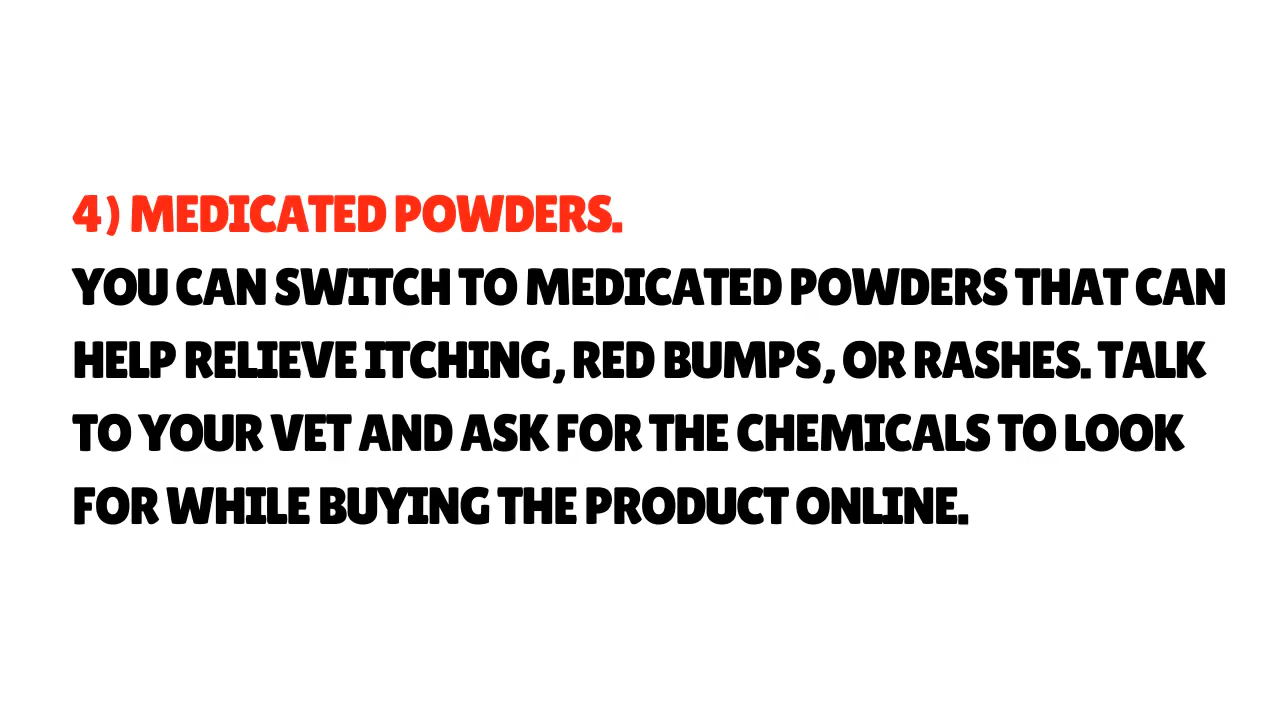 4) MEDICATED POWDERS.
YOU CAN SWITCH TO MEDICATED POWDERS THAT CAN
HELP RELIEVE ITCHING, RED BUMPS, OR RASHES. TALK
TO YOUR VET AND ASK FOR THE CHEMICALS TO LOOK
FOR WHILE BUYING THE PRODUCT ONLINE.